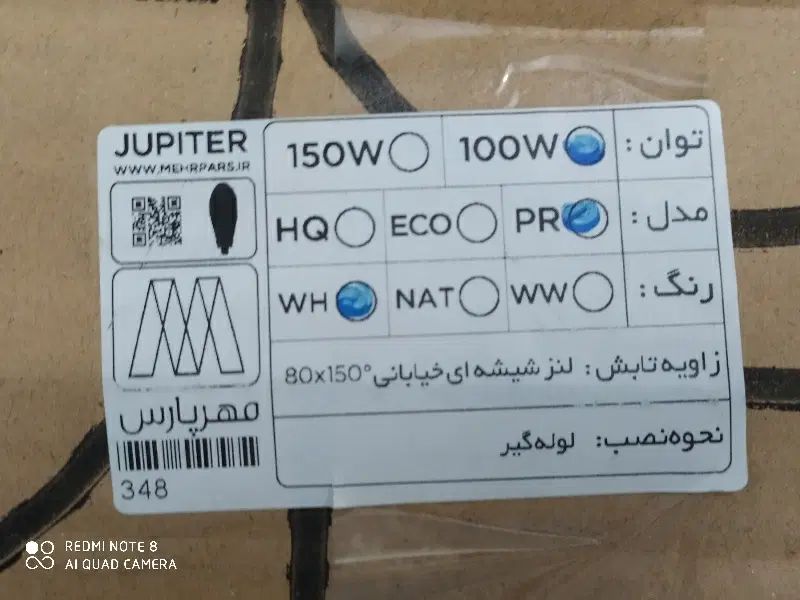 JUPITER
WWW.MEHRPARS.IR
مهرپارس
348
توان: 100W 150W
مدل: PR ECO HQ
رنگ: WW NAT WH
زاویه تابش: لنز شیشه ای خیابانی 80x150°
نحوه نصب: لوله گیر
REDMI NOTE 8
AI QUAD CAMERA